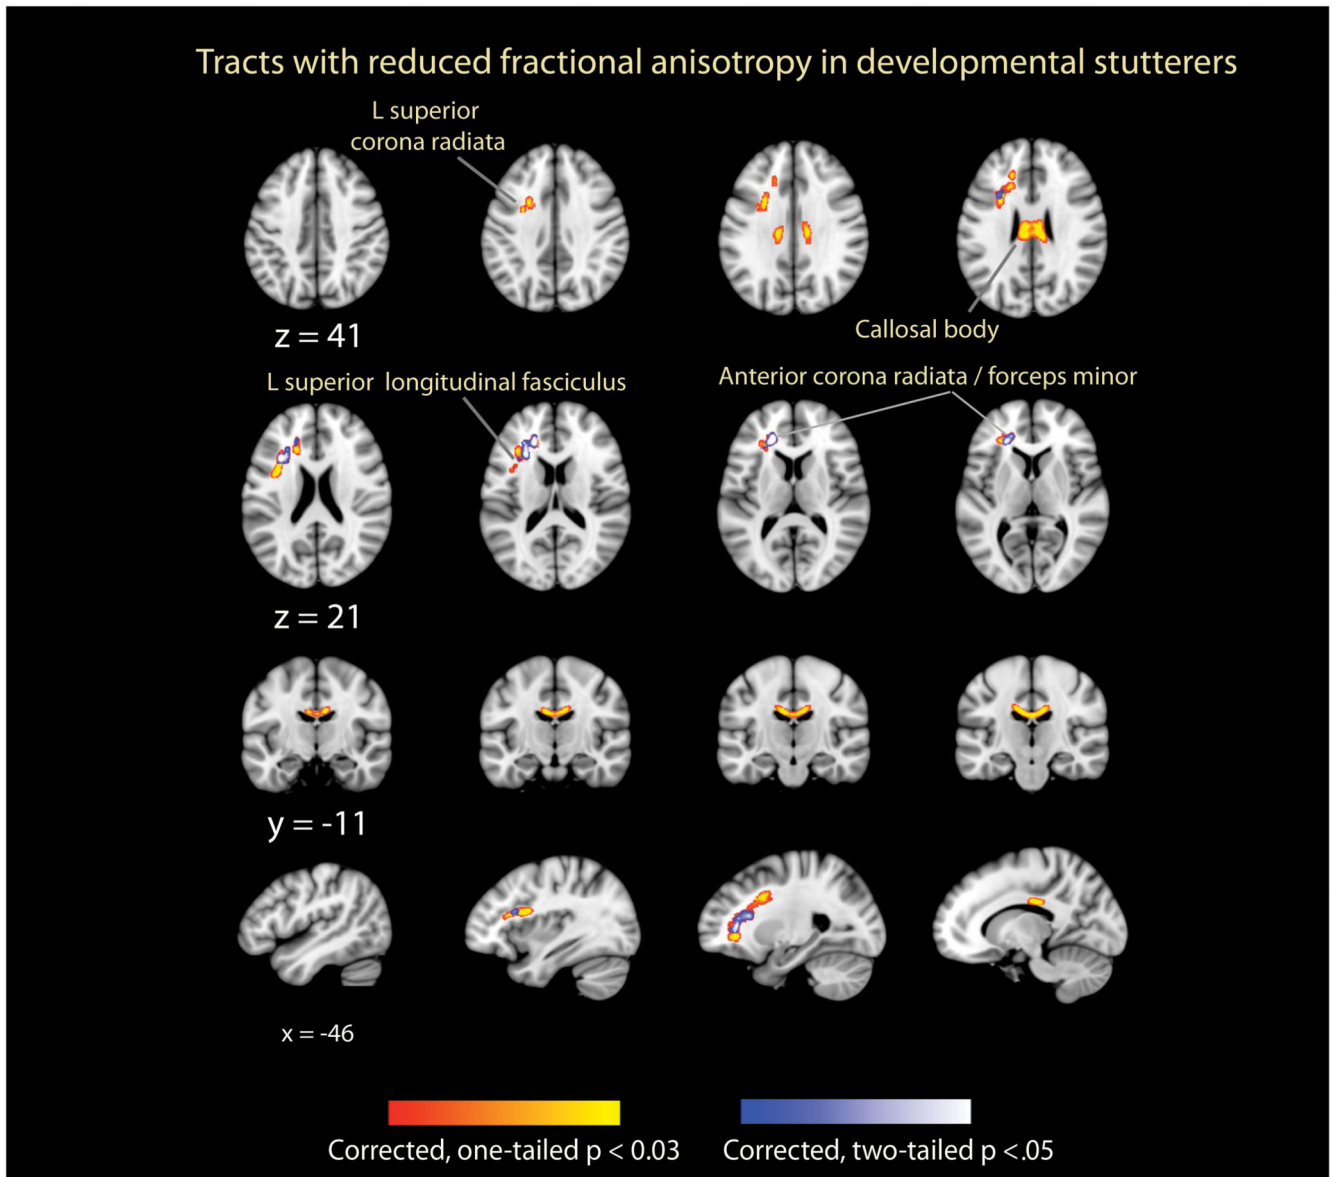 Tracts with reduced fractional anisotropy in developmental stutterers
L superior
corona radiata
Callosal body
z = 41
L superior longitudinal fasciculus
Anterior corona radiata / forceps minor
z = 21
y = -11
x = -46
Corrected, one-tailed p < 0.03
Corrected, two-tailed p <.05